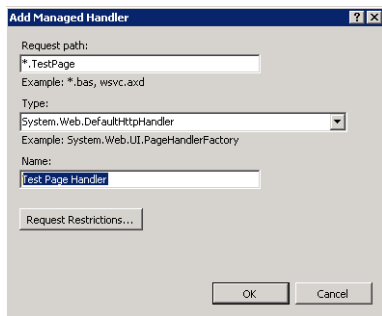 Add Managed Handler
Request path:
*.TestPage
Example: *.bas, wsvc.axd
Type:
System.Web.DefaultHttpHandler
Example: System.Web.UI.PageHandlerFactory
Name:
Test Page Handler
Request Restrictions...
OK Cancel